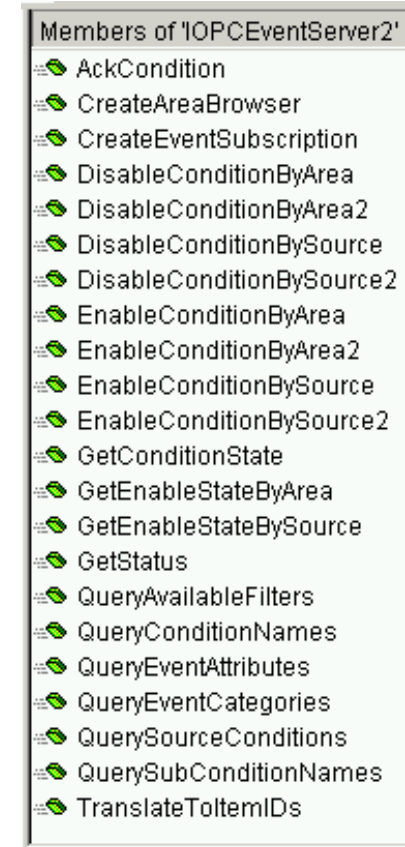 Members of 'IOPCEventServer2'
AckCondition
CreateAreaBrowser
CreateEventSubscription
DisableConditionByArea
DisableConditionByArea2
DisableConditionBySource
DisableConditionBySource2
EnableConditionByArea
EnableConditionByArea2
EnableConditionBySource
EnableConditionBySource2
GetConditionState
GetEnableStateByArea
GetEnableStateBySource
GetStatus
QueryAvailableFilters
QueryConditionNames
QueryEventAttributes
QueryEventCategories
QuerySourceConditions
QuerySubConditionNames
TranslateToItemIDs